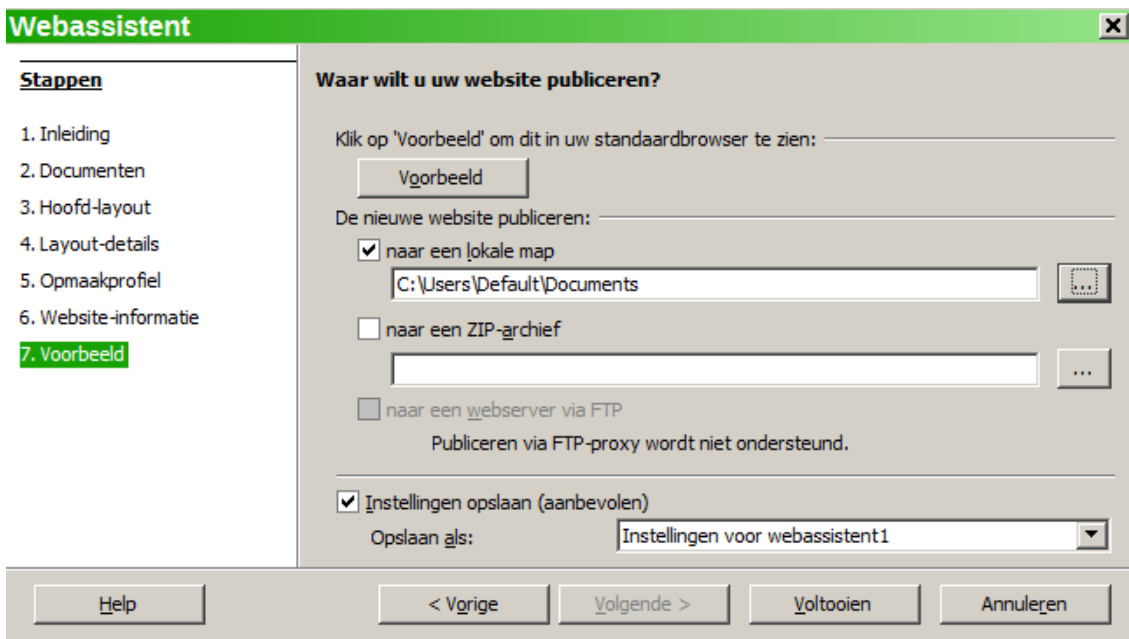 Webassistent
Stappen
1. Inleiding
2. Documenten
3. Hoofd-layout
4. Layout-details
5. Opmaakprofiel
6. Website-informatie
7. Voorbeeld
Waar wilt u uw website publiceren?
Klik op 'Voorbeeld' om dit in uw standaardbrowser te zien:
Voorbeeld
De nieuwe website publiceren:
naar een lokale map
C:\Users\Default\Documents
...
naar een ZIP-archief
...
naar een webserver via FTP
Publiceren via FTP-proxy wordt niet ondersteund.
Instellingen opslaan (aanbevolen)
Opslaan als: Instellingen voor webassistent1
Help < Vorige Volgende > Voltooien Annuleren